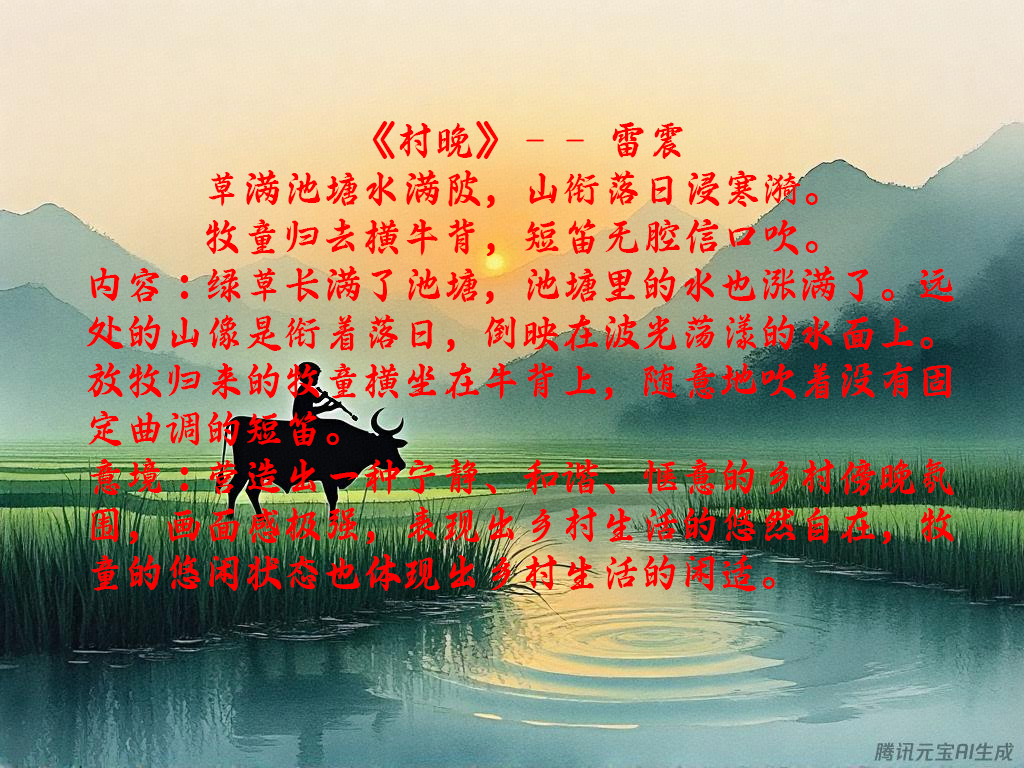 《村晚》－－ 雷震
草满池塘水满陂，山衔落日浸寒漪。
牧童归去横牛背，短笛无腔信口吹。
内容：绿草长满了池塘，池塘里的水也涨满了。远
处的山像是衔着落日，倒映在波光荡漾的水面上。
放牧归来的牧童横坐在牛背上，随意地吹着没有固
定曲调的短笛。
意境：营造出一种宁静、和谐、惬意的乡村傍晚氛
围，画面感极强，表现出乡村生活的悠然自在，牧
童的悠闲状态也体现出乡村生活的闲适。
腾讯元宝AI生成